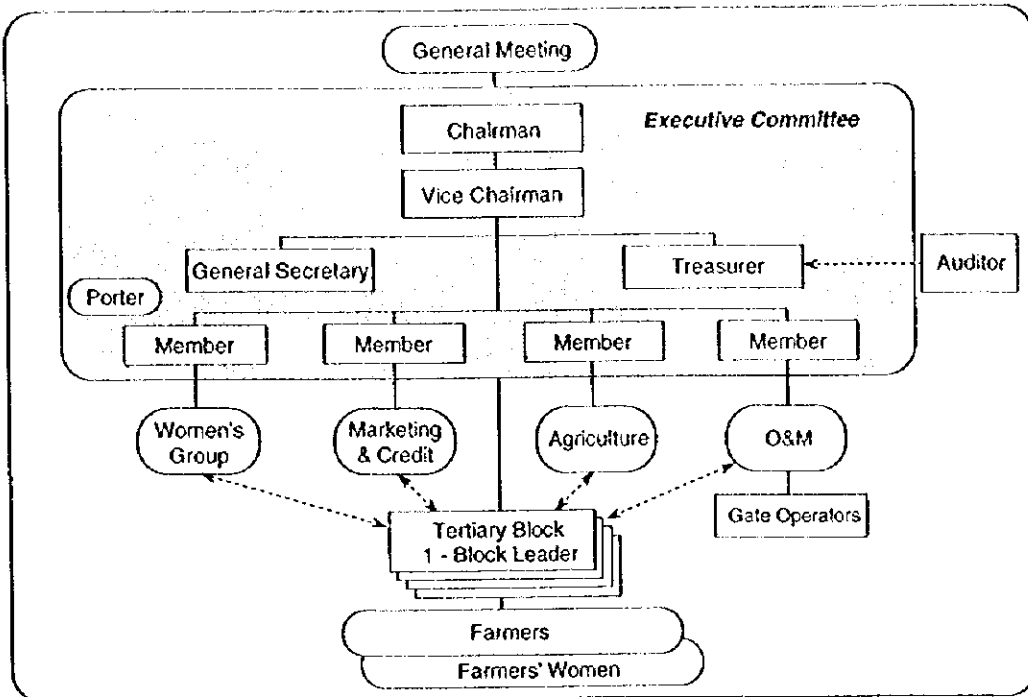 General Meeting
Executive Committee
Chairman
Vice Chairman
General Secretary
Treasurer
Auditor
Porter
Member
Member
Member
Member
Women's
Group
Marketing
& Credit
Agriculture
O&M
Gate Operators
Tertiary Block
1 - Block Leader
Farmers
Farmers' Women